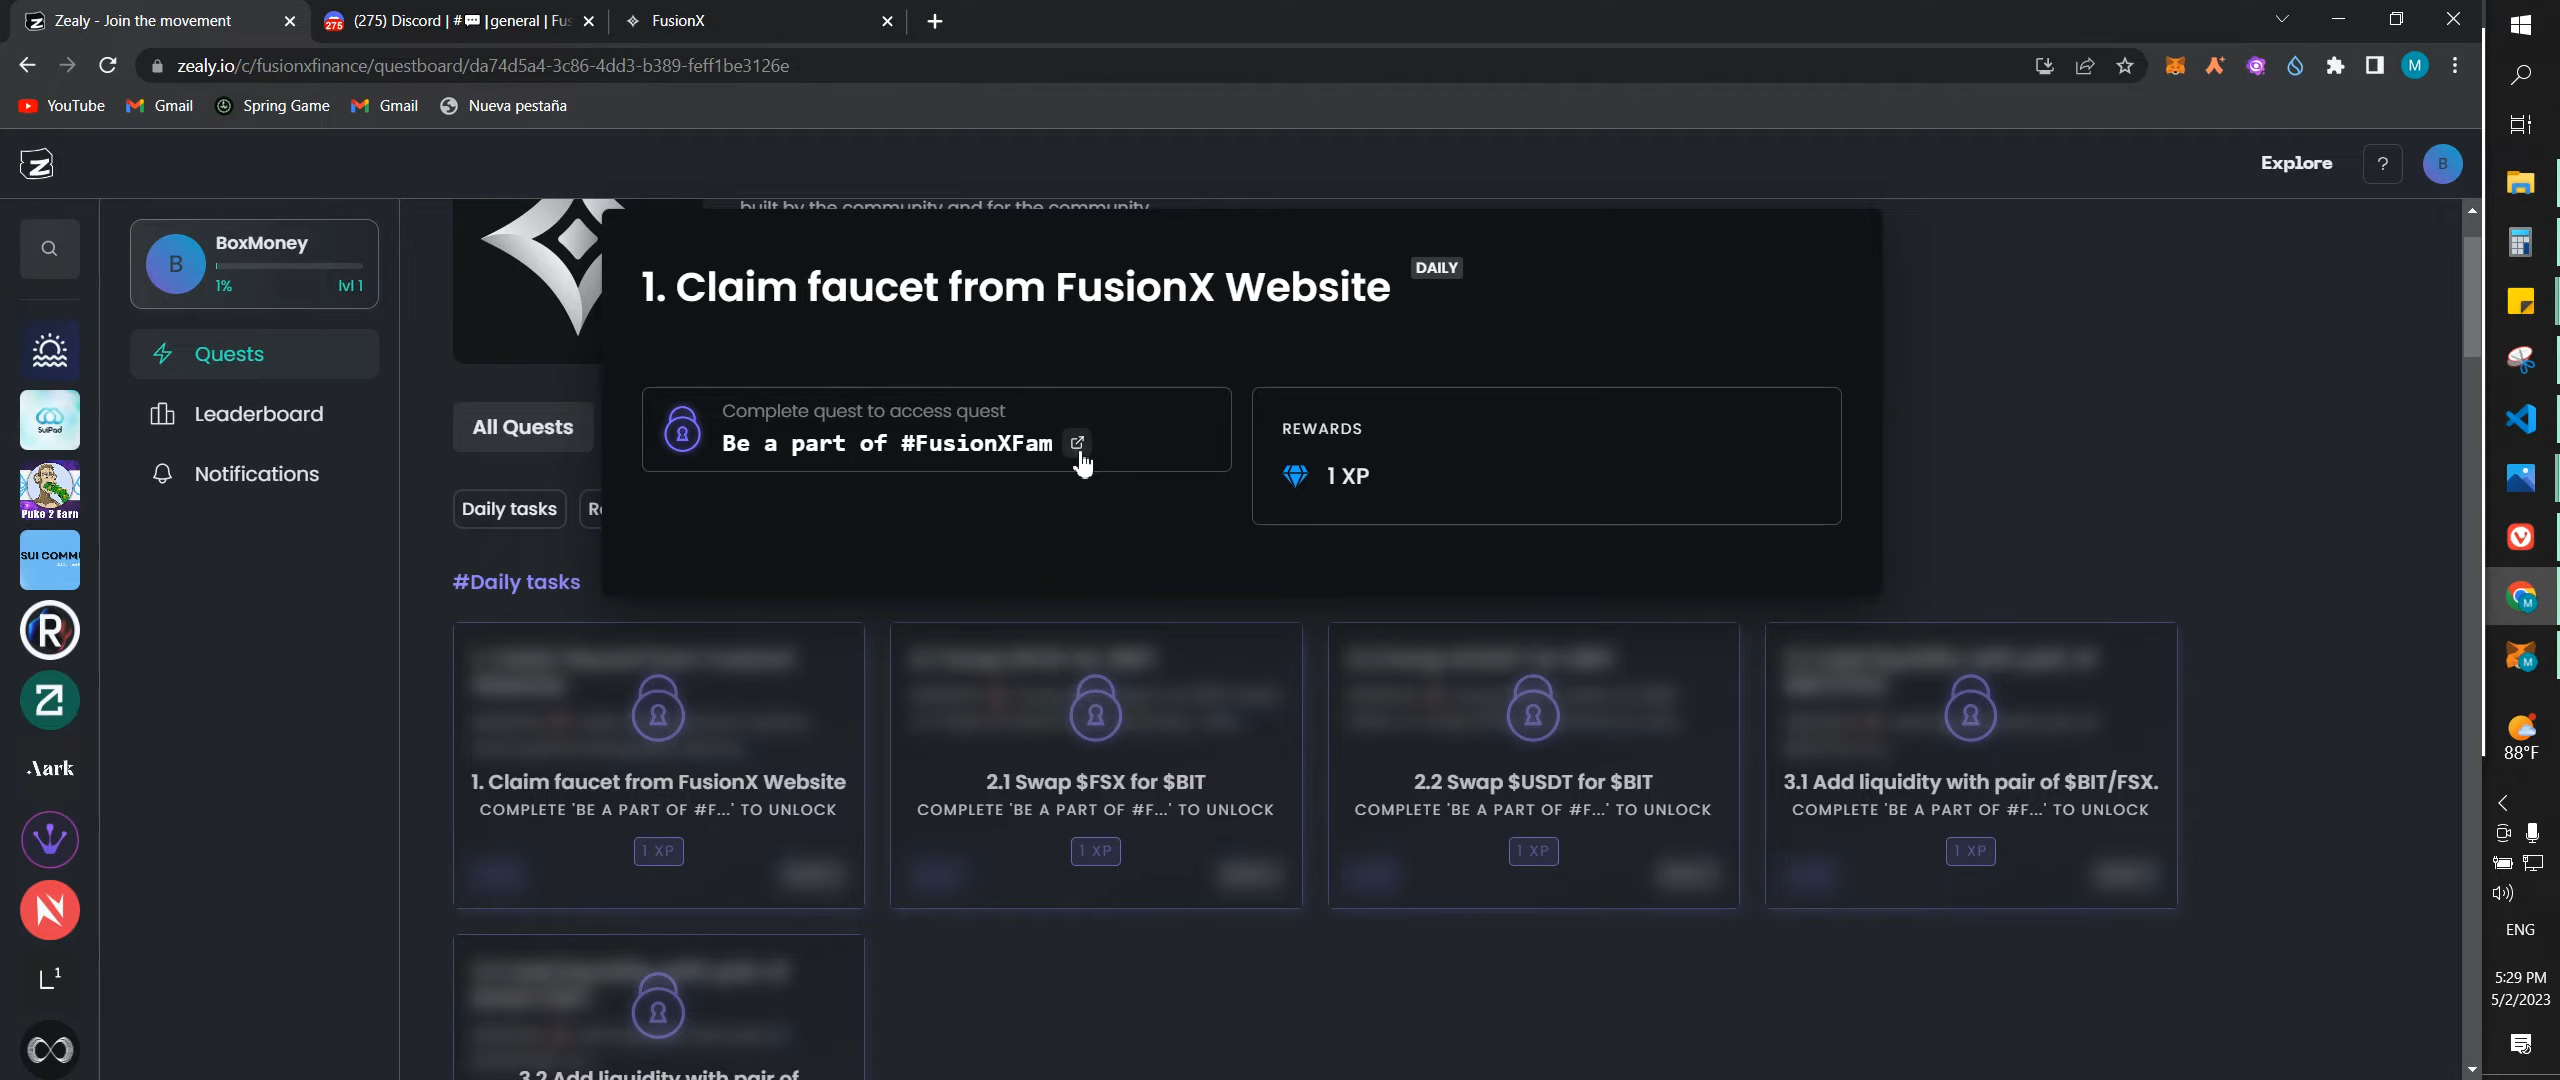 Zealy - Join the movement
(275) Discord | #💬 | general | Fus
FusionX
zealy.io/c/fusionxfinance/questboard/da74d5a4-3c86-4dd3-b389-feff1be3126e
M
YouTube
Gmail
Spring Game
Gmail
Nueva pestaña
Explore
?
B
built by the community and for the community
B
BoxMoney
1%
lvl 1
Quests
Leaderboard
Notifications
SuiPad
Puke 2 Earn
SUI COMMU
R
Aark
1. Claim faucet from FusionX Website
DAILY
Complete quest to access quest
Be a part of #FusionXFam
REWARDS
1 XP
All Quests
Daily tasks
Re
#Daily tasks
1. Claim faucet from FusionX Website
COMPLETE 'BE A PART OF #F...' TO UNLOCK
1 XP
2.1 Swap $FSX for $BIT
COMPLETE 'BE A PART OF #F...' TO UNLOCK
1 XP
2.2 Swap $USDT for $BIT
COMPLETE 'BE A PART OF #F...' TO UNLOCK
1 XP
3.1 Add liquidity with pair of $BIT/FSX.
COMPLETE 'BE A PART OF #F...' TO UNLOCK
1 XP
3.2 Add liquidity with pair of
88°F
ENG
5:29 PM
5/2/2023